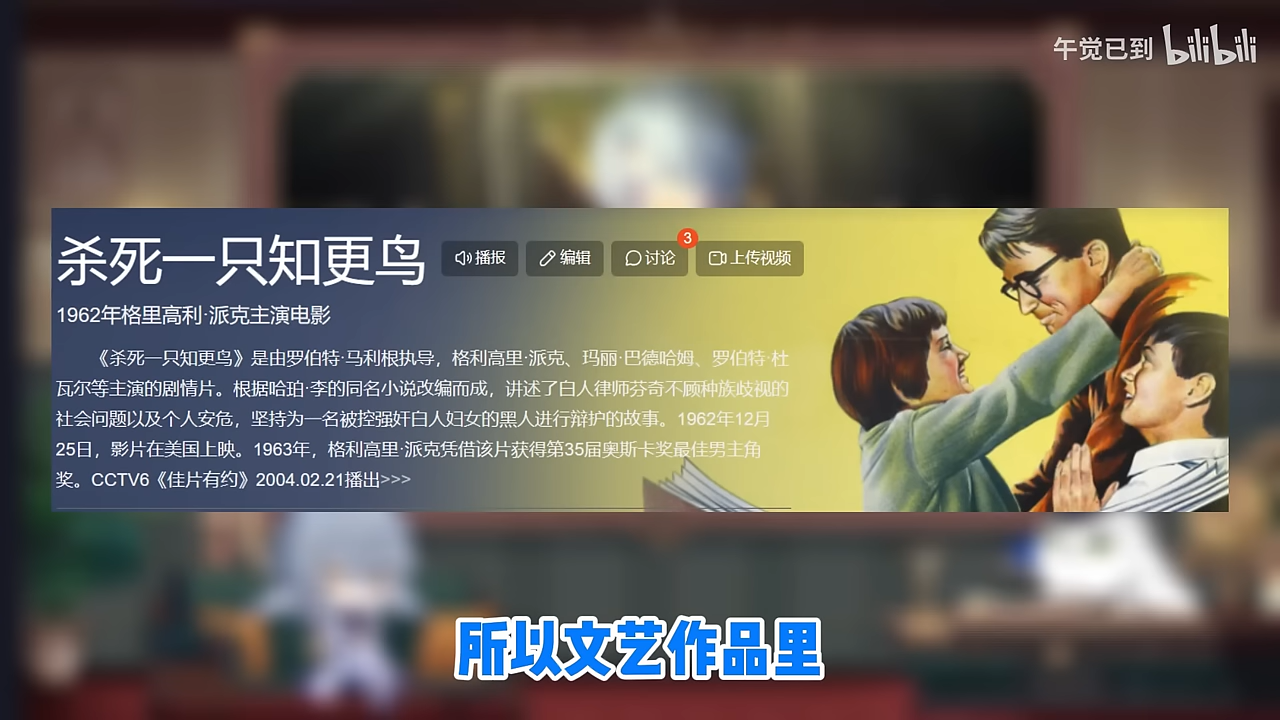 午觉已到 bilibili
杀死一只知更鸟 播报 编辑 讨论 3 上传视频
1962年格里高利·派克主演电影
《杀死一只知更鸟》是由罗伯特·马利根执导，格利高里·派克、玛丽·巴德哈姆、罗伯特·杜
瓦尔等主演的剧情片。根据哈珀·李的同名小说改编而成，讲述了白人律师芬奇不顾种族歧视的
社会问题以及个人安危，坚持为一名被控强奸白人妇女的黑人进行辩护的故事。1962年12月
25日，影片在美国上映。1963年，格利高里·派克凭借该片获得第35届奥斯卡奖最佳男主角
奖。CCTV6《佳片有约》2004.02.21播出>>>
所以文艺作品里